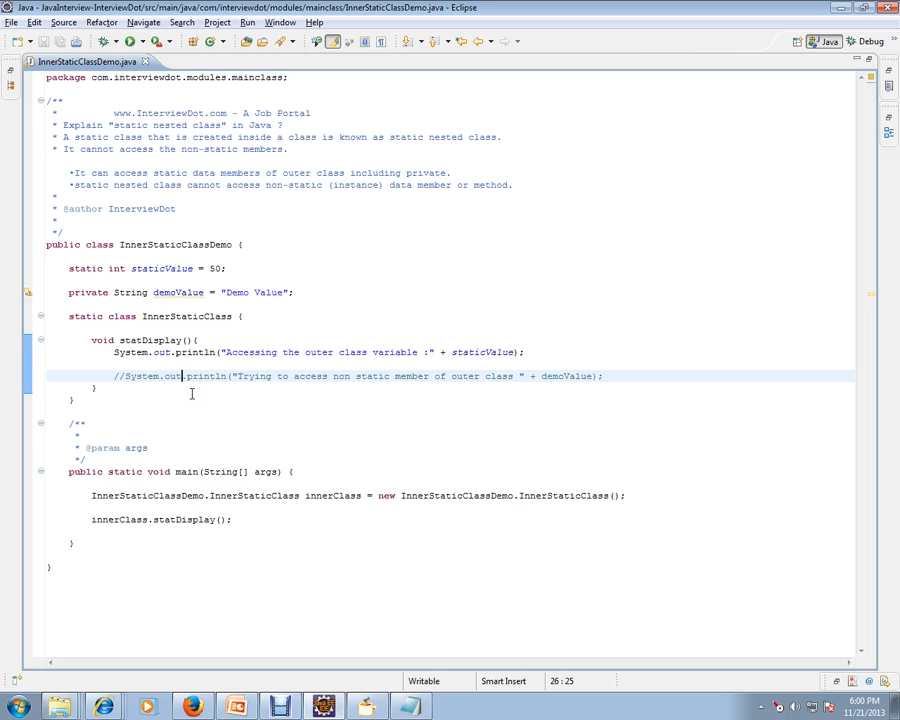 Java - JavaInterview-InterviewDot/src/main/java/com/interviewdot/modules/mainclass/InnerStaticClassDemo.java - Eclipse
File Edit Source Refactor Navigate Search Project Run Window Help
Java Debug
InnerStaticClassDemo.java
package com.interviewdot.modules.mainclass;
/**
* www.InterviewDot.com - A Job Portal
* Explain "static nested class" in Java ?
* A static class that is created inside a class is known as static nested class.
* It cannot access the non-static members.
•It can access static data members of outer class including private.
•static nested class cannot access non-static (instance) data member or method.
*
* @author InterviewDot
*
*/
public class InnerStaticClassDemo {
static int staticValue = 50;
private String demoValue = "Demo Value";
static class InnerStaticClass {
void statDisplay(){
System.out.println("Accessing the outer class variable :" + staticValue);
//System.out.println("Trying to access non static member of outer class " + demoValue);
}
}
/**
*
* @param args
*/
public static void main(String[] args) {
InnerStaticClassDemo.InnerStaticClass innerClass = new InnerStaticClassDemo.InnerStaticClass();
innerClass.statDisplay();
}
}
Writable Smart Insert 26 : 25
6:00 PM
11/21/2013